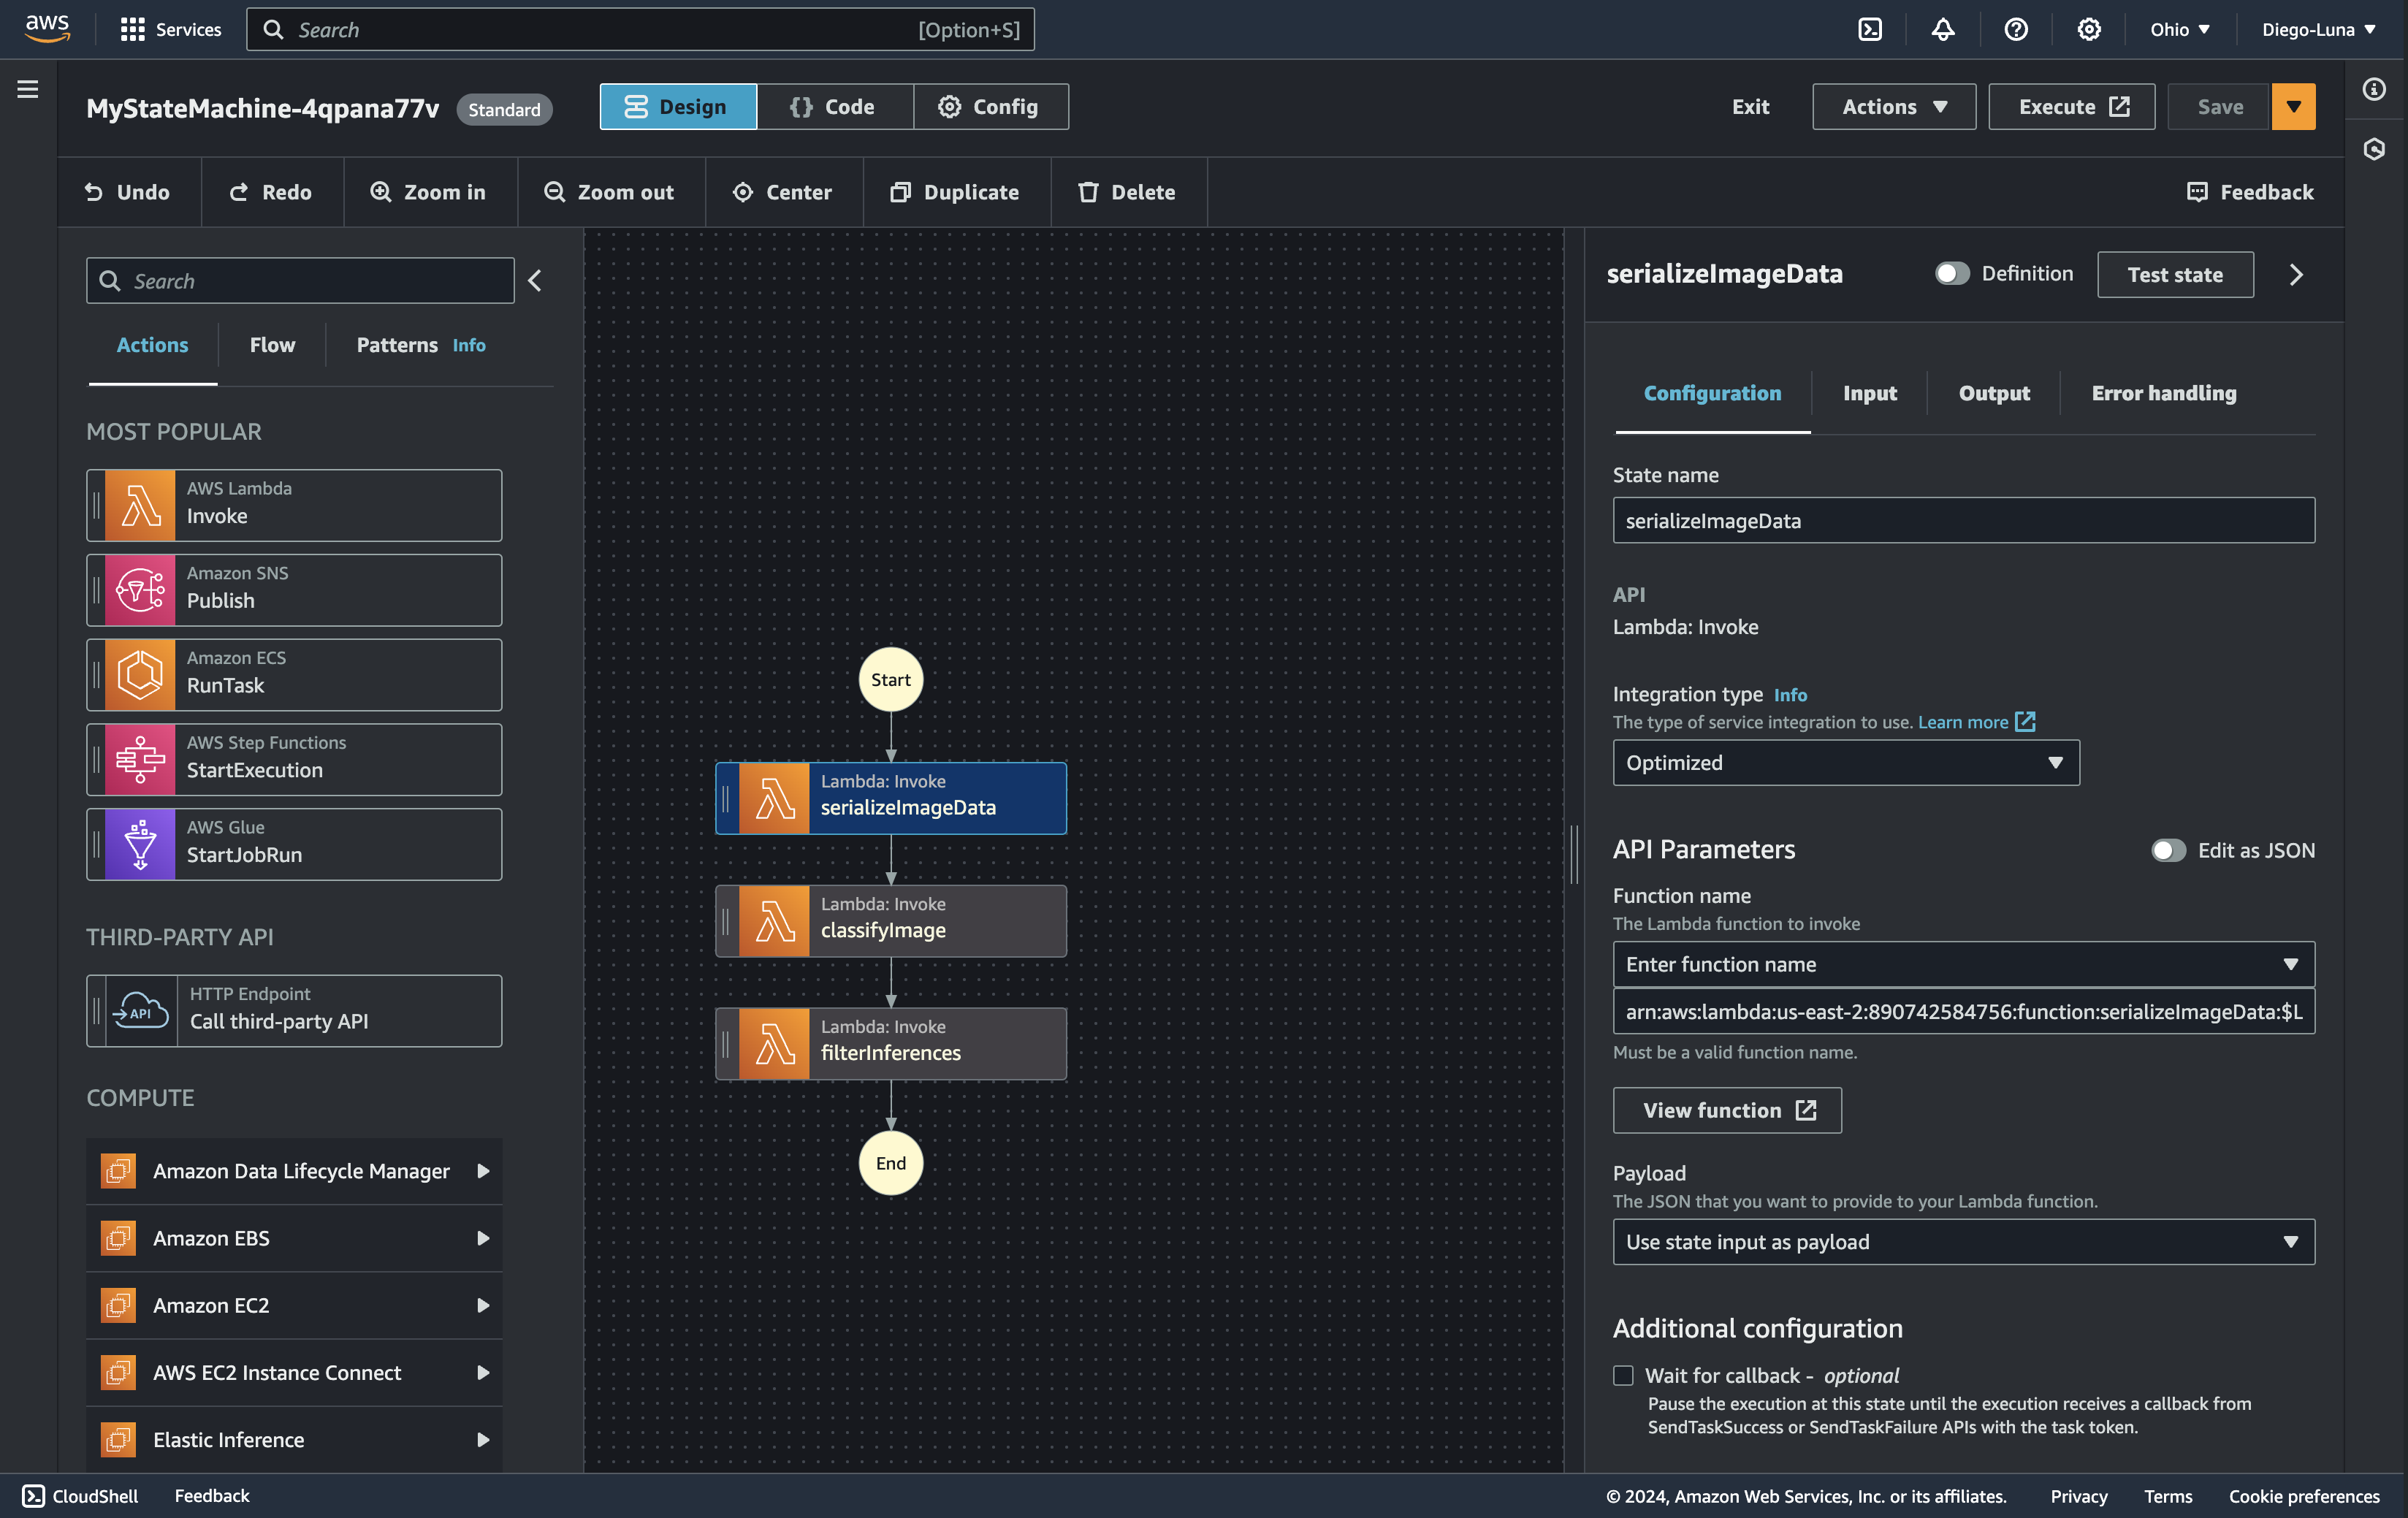 aws Services Search [Option+S] Ohio Diego-Luna
MyStateMachine-4qpana77v Standard Design {} Code Config Exit Actions Execute Save
Undo Redo Zoom in Zoom out Center Duplicate Delete Feedback
Search
Actions Flow Patterns Info
MOST POPULAR
AWS Lambda
Invoke
Amazon SNS
Publish
Amazon ECS
RunTask
AWS Step Functions
StartExecution
AWS Glue
StartJobRun
THIRD-PARTY API
API
HTTP Endpoint
Call third-party API
COMPUTE
Amazon Data Lifecycle Manager
Amazon EBS
Amazon EC2
AWS EC2 Instance Connect
Elastic Inference
Start
Lambda: Invoke
serializeImageData
Lambda: Invoke
classifyImage
Lambda: Invoke
filterInferences
End
serializeImageData Definition Test state
Configuration Input Output Error handling
State name
serializeImageData
API
Lambda: Invoke
Integration type Info
The type of service integration to use. Learn more
Optimized
API Parameters Edit as JSON
Function name
The Lambda function to invoke
Enter function name
arn:aws:lambda:us-east-2:890742584756:function:serializeImageData:$L
Must be a valid function name.
View function
Payload
The JSON that you want to provide to your Lambda function.
Use state input as payload
Additional configuration
Wait for callback - optional
Pause the execution at this state until the execution receives a callback from
SendTaskSuccess or SendTaskFailure APIs with the task token.
CloudShell Feedback © 2024, Amazon Web Services, Inc. or its affiliates. Privacy Terms Cookie preferences